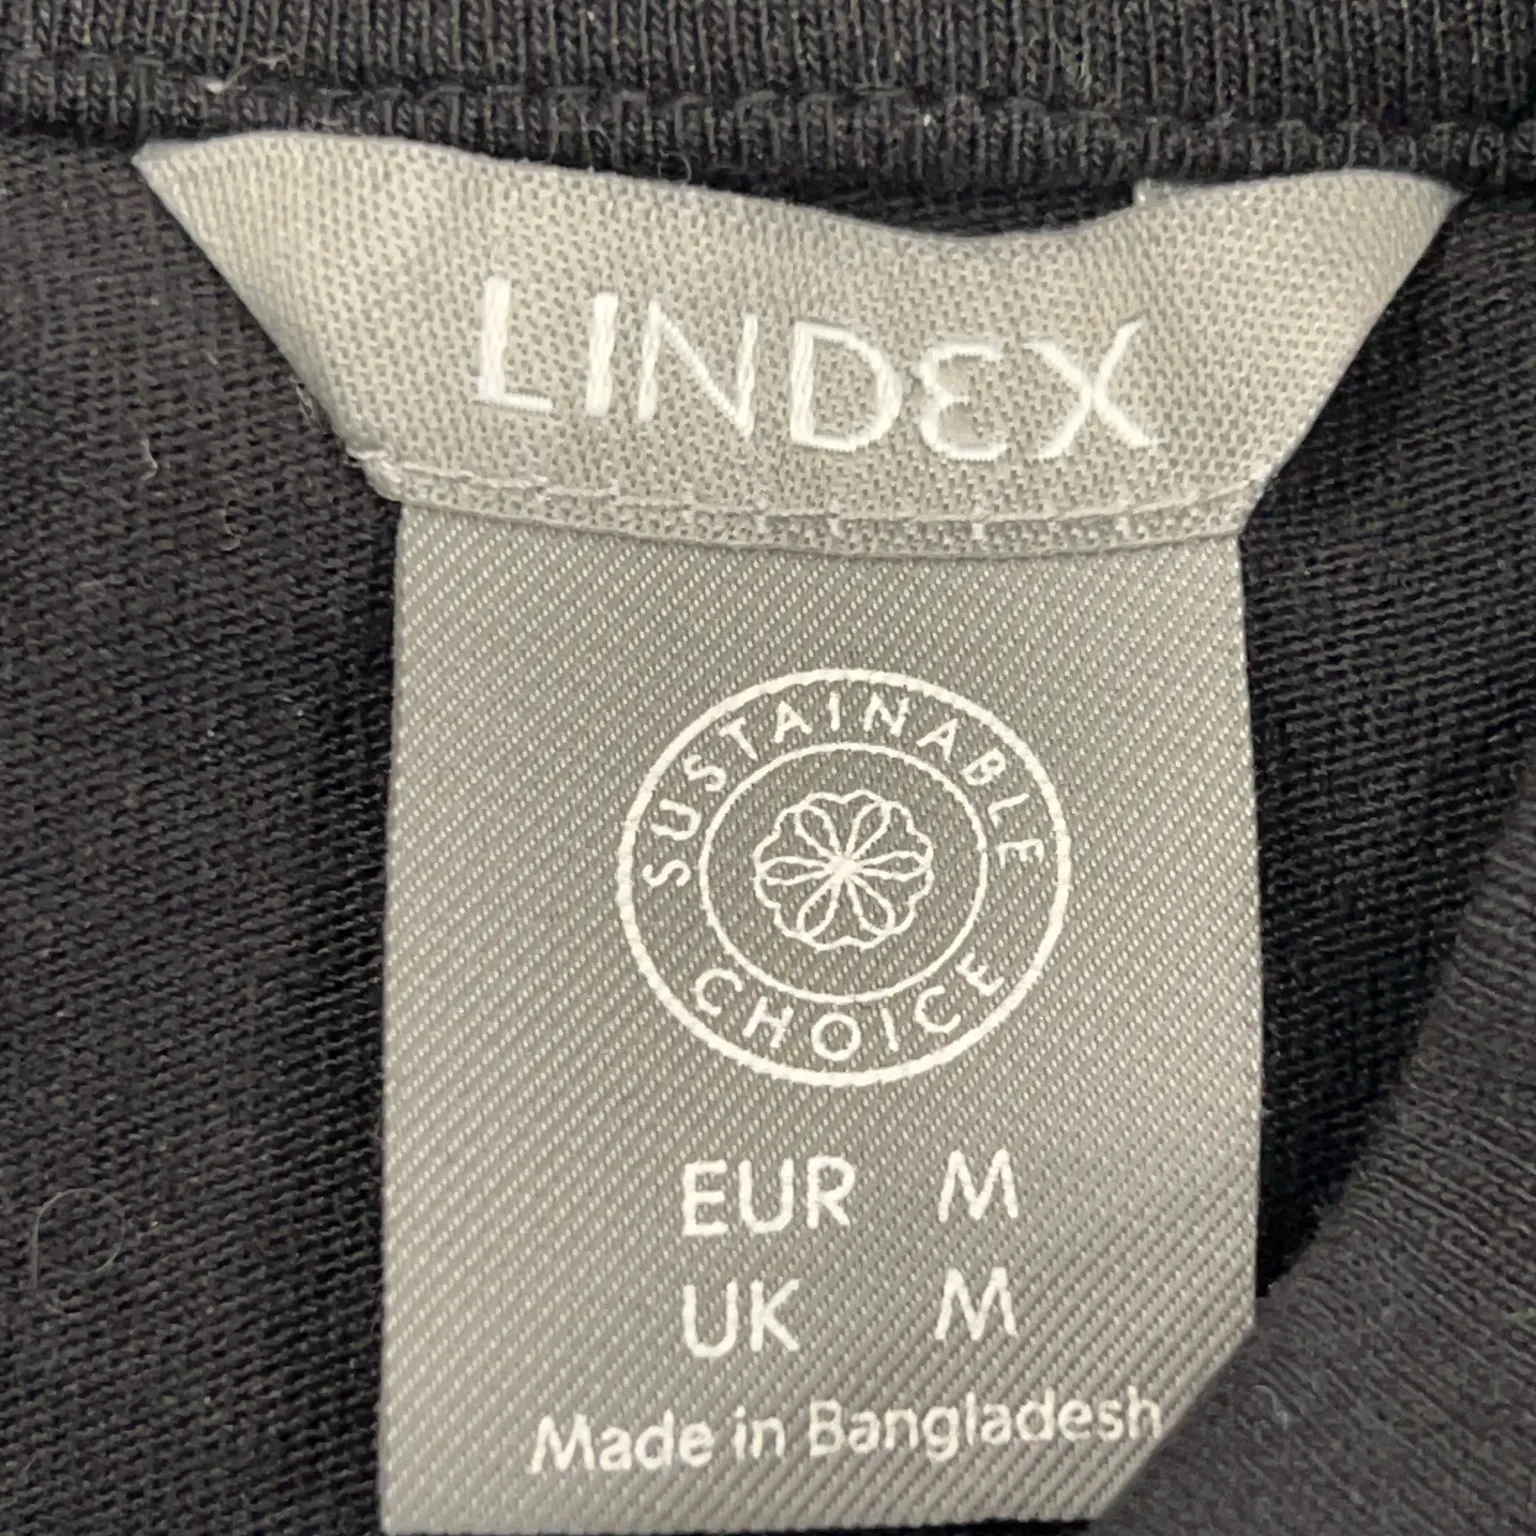 LINDEX
SUSTAINABLE
CHOICE
EUR M
UK M
Made in Bangladesh